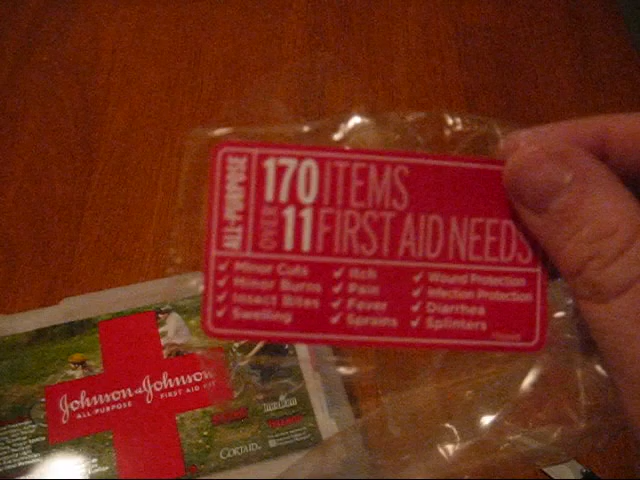 ALL-PURPOSE
170 ITEMS
OVER 11 FIRST AID NEEDS
✓ Minor Cuts
✓ Minor Burns
✓ Insect Bites
✓ Swelling
✓ Itch
✓ Pain
✓ Fever
✓ Sprains
✓ Wound Protection
✓ Infection Protection
✓ Diarrhea
✓ Splinters
Johnson & Johnson
ALL-PURPOSE FIRST AID KIT
CORTAID